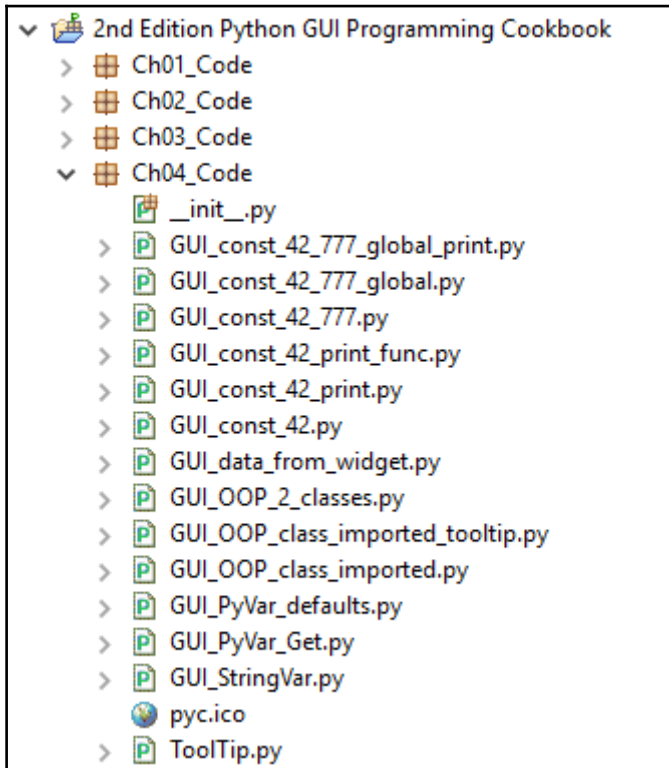 2nd Edition Python GUI Programming Cookbook
Ch01_Code
Ch02_Code
Ch03_Code
Ch04_Code
__init__.py
GUI_const_42_777_global_print.py
GUI_const_42_777_global.py
GUI_const_42_777.py
GUI_const_42_print_func.py
GUI_const_42_print.py
GUI_const_42.py
GUI_data_from_widget.py
GUI_OOP_2_classes.py
GUI_OOP_class_imported_tooltip.py
GUI_OOP_class_imported.py
GUI_PyVar_defaults.py
GUI_PyVar_Get.py
GUI_StringVar.py
pyc.ico
ToolTip.py